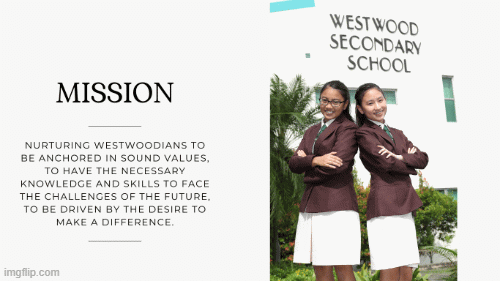 MISSION
NURTURING WESTWOODIANS TO
BE ANCHORED IN SOUND VALUES,
TO HAVE THE NECESSARY
KNOWLEDGE AND SKILLS TO FACE
THE CHALLENGES OF THE FUTURE,
TO BE DRIVEN BY THE DESIRE TO
MAKE A DIFFERENCE.
WESTWOOD
SECONDARY
SCHOOL
imgflip.com